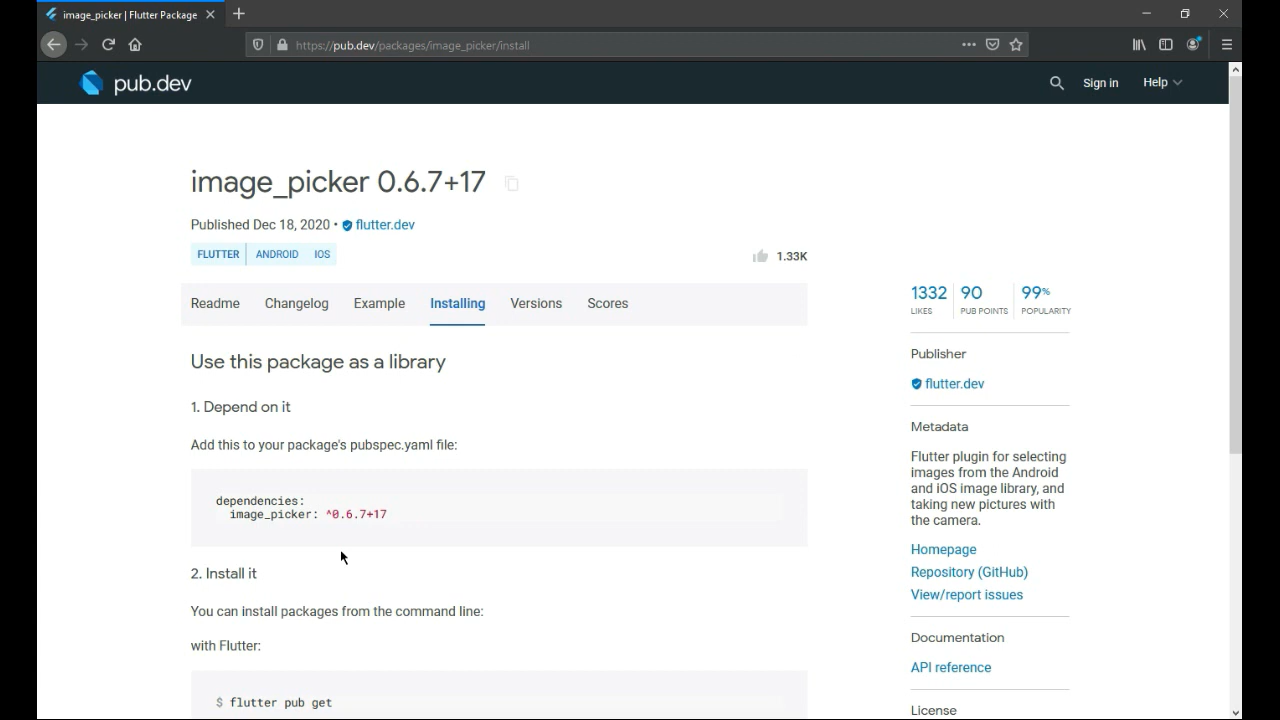 image_picker | Flutter Package
https://pub.dev/packages/image_picker/install
pub.dev
Sign in
Help
image_picker 0.6.7+17
Published Dec 18, 2020 • flutter.dev
FLUTTER ANDROID IOS
1.33K
Readme Changelog Example Installing Versions Scores
Use this package as a library
1. Depend on it
Add this to your package's pubspec.yaml file:
dependencies:
image_picker: ^0.6.7+17
2. Install it
You can install packages from the command line:
with Flutter:
$ flutter pub get
1332 90 99%
LIKES PUB POINTS POPULARITY
Publisher
flutter.dev
Metadata
Flutter plugin for selecting
images from the Android
and iOS image library, and
taking new pictures with
the camera.
Homepage
Repository (GitHub)
View/report issues
Documentation
API reference
License